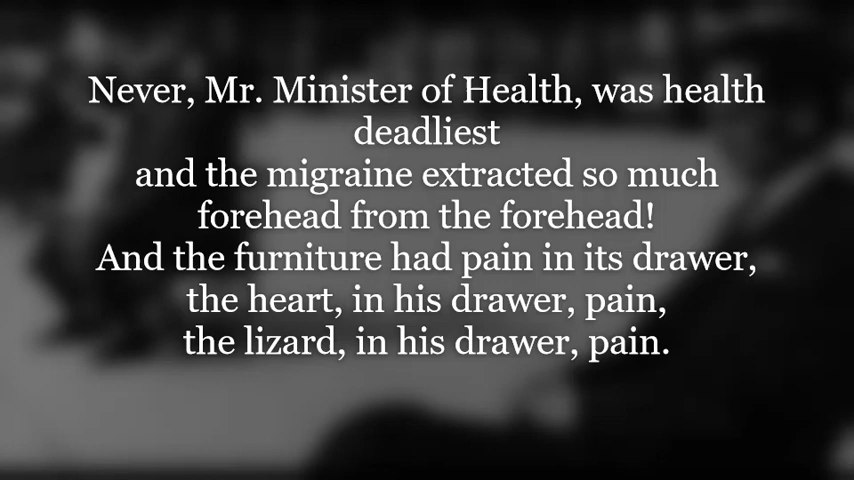 Never, Mr. Minister of Health, was health
deadliest
and the migraine extracted so much
forehead from the forehead!
And the furniture had pain in its drawer,
the heart, in his drawer, pain,
the lizard, in his drawer, pain.